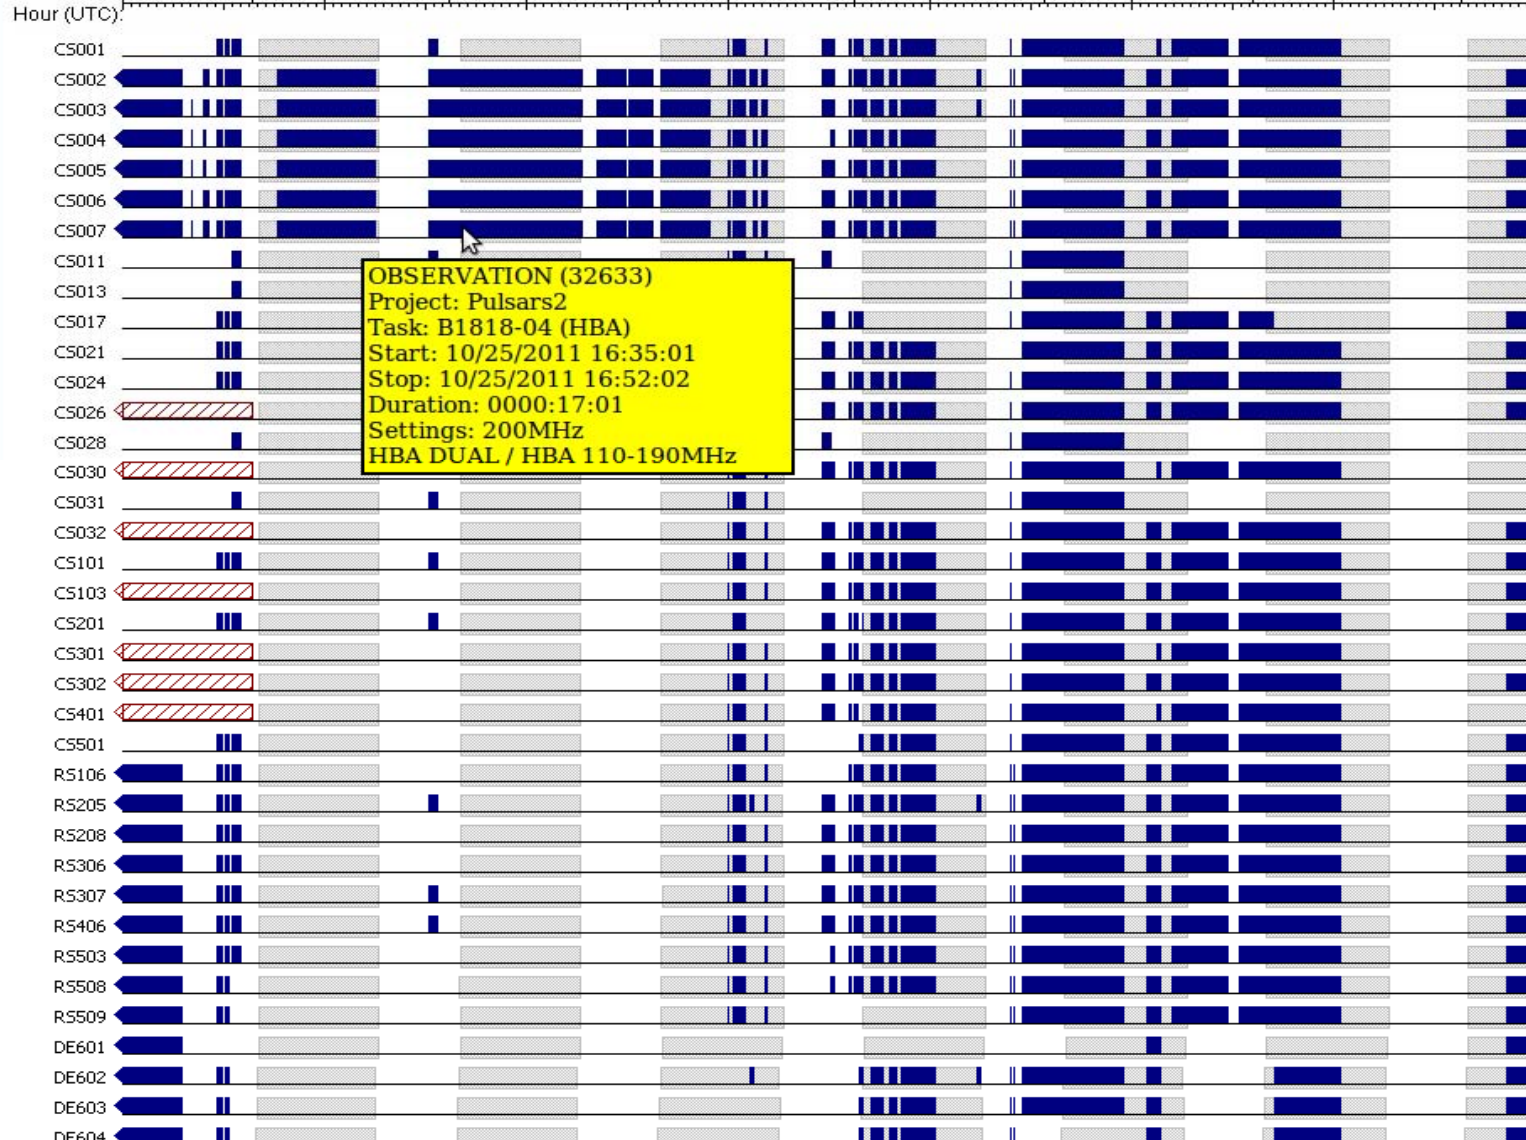 Hour (UTC):
CS001
CS002
CS003
CS004
CS005
CS006
CS007
CS011
OBSERVATION (32633)
CS013
Project: Pulsars2
CS017
Task: B1818-04 (HBA)
CS021
Start: 10/25/2011 16:35:01
CS024
Stop: 10/25/2011 16:52:02
CS026
Duration: 0000:17:01
CS028
Settings: 200MHz
CS030
HBA DUAL / HBA 110-190MHz
CS031
CS032
CS101
CS103
CS201
CS301
CS302
CS401
CS501
RS106
RS205
RS208
RS306
RS307
RS406
RS503
RS508
RS509
DE601
DE602
DE603
DE604